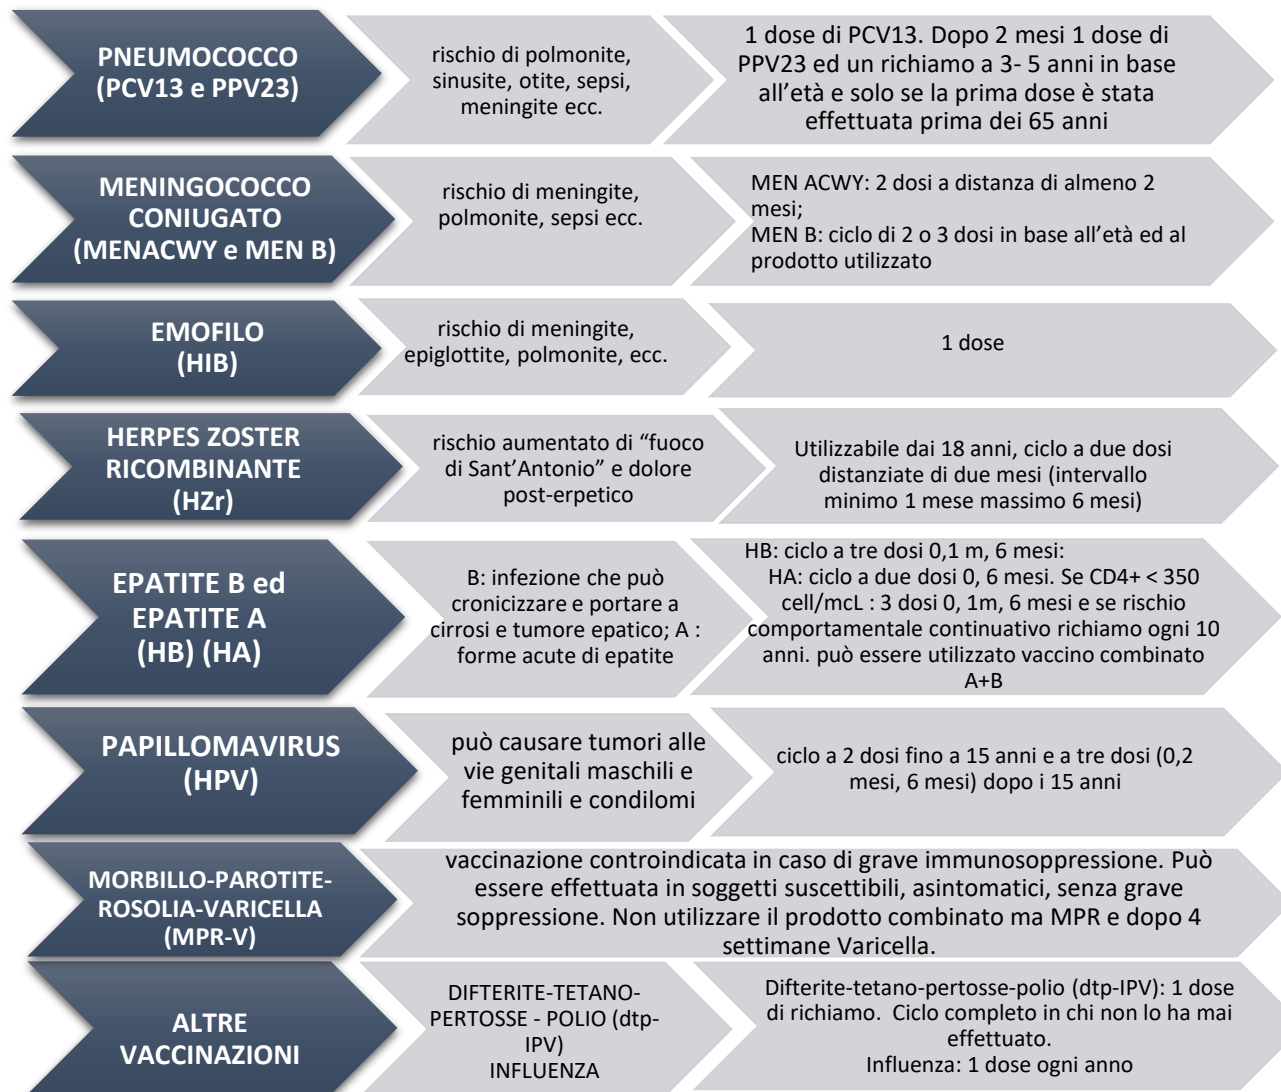 PNEUMOCOCCO
(PCV13 e PPV23)
rischio di polmonite,
sinusite, otite, sepsi,
meningite ecc.
1 dose di PCV13. Dopo 2 mesi 1 dose di
PPV23 ed un richiamo a 3- 5 anni in base
all’età e solo se la prima dose è stata
effettuata prima dei 65 anni
MENINGOCOCCO
CONIUGATO
(MENACWY e MEN B)
rischio di meningite,
polmonite, sepsi ecc.
MEN ACWY: 2 dosi a distanza di almeno 2
mesi;
MEN B: ciclo di 2 o 3 dosi in base all’età ed al
prodotto utilizzato
EMOFILO
(HIB)
rischio di meningite,
epiglottite, polmonite, ecc.
1 dose
HERPES ZOSTER
RICOMBINANTE
(HZr)
rischio aumentato di “fuoco
di Sant’Antonio” e dolore
post-erpetico
Utilizzabile dai 18 anni, ciclo a due dosi
distanziate di due mesi (intervallo
minimo 1 mese massimo 6 mesi)
EPATITE B ed
EPATITE A
(HB) (HA)
B: infezione che può
cronicizzare e portare a
cirrosi e tumore epatico; A :
forme acute di epatite
HB: ciclo a tre dosi 0,1 m, 6 mesi:
HA: ciclo a due dosi 0, 6 mesi. Se CD4+ < 350
cell/mcL : 3 dosi 0, 1m, 6 mesi e se rischio
comportamentale continuativo richiamo ogni 10
anni. può essere utilizzato vaccino combinato
A+B
PAPILLOMAVIRUS
(HPV)
può causare tumori alle
vie genitali maschili e
femminili e condilomi
ciclo a 2 dosi fino a 15 anni e a tre dosi (0,2
mesi, 6 mesi) dopo i 15 anni
MORBILLO-PAROTITE-
ROSOLIA-VARICELLA
(MPR-V)
vaccinazione controindicata in caso di grave immunosoppressione. Può
essere effettuata in soggetti suscettibili, asintomatici, senza grave
soppressione. Non utilizzare il prodotto combinato ma MPR e dopo 4
settimane Varicella.
ALTRE
VACCINAZIONI
DIFTERITE-TETANO-
PERTOSSE - POLIO (dtp-
IPV)
INFLUENZA
Difterite-tetano-pertosse-polio (dtp-IPV): 1 dose
di richiamo.  Ciclo completo in chi non lo ha mai
effettuato.
Influenza: 1 dose ogni anno